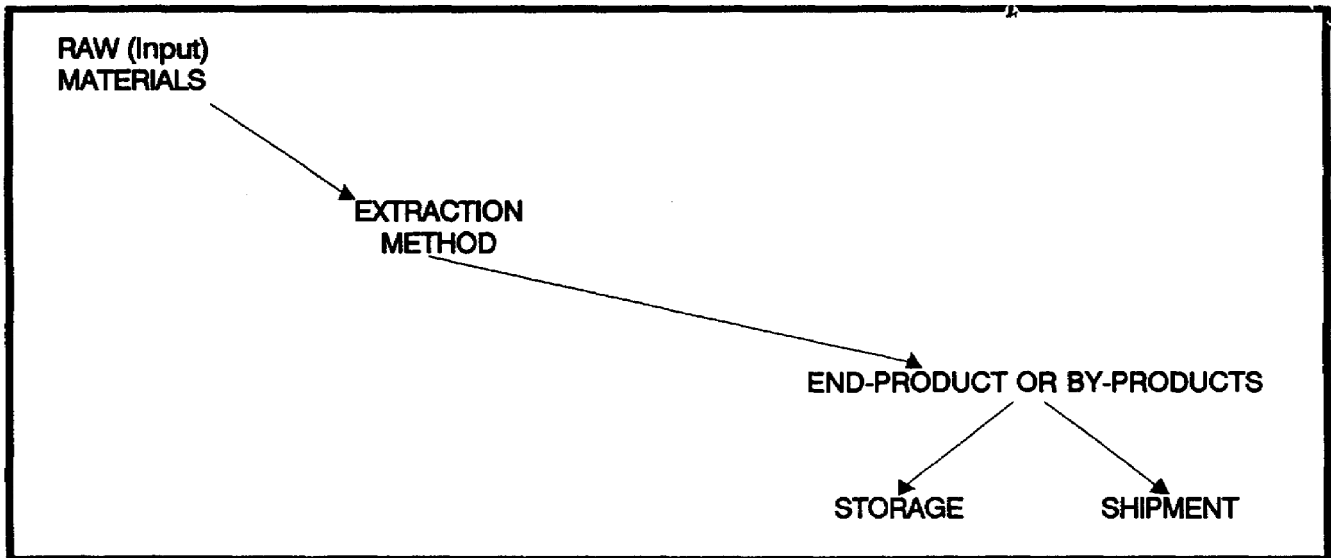 RAW (Input)
MATERIALS
EXTRACTION
METHOD
END-PRODUCT OR BY-PRODUCTS
STORAGE SHIPMENT